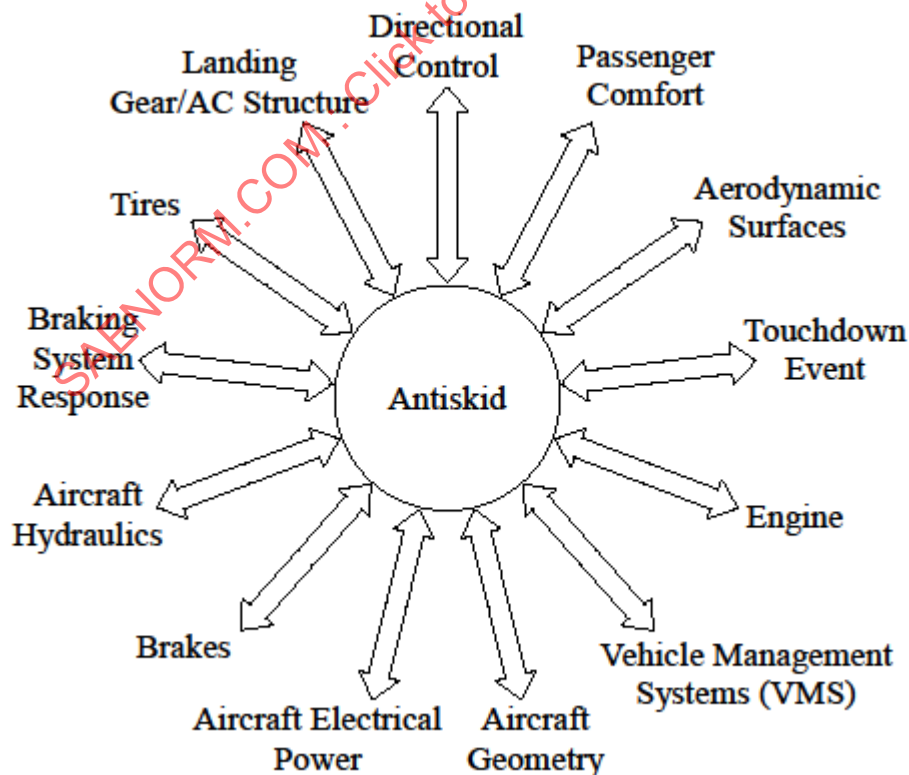 Directional
Control
Passenger
Comfort
Aerodynamic
Surfaces
Touchdown
Event
Engine
Vehicle Management
Systems (VMS)
Aircraft
Geometry
Aircraft Electrical
Power
Brakes
Aircraft
Hydraulics
Braking
System
Response
Tires
Landing
Gear/AC Structure
Antiskid
SAENORM.COM : Click to